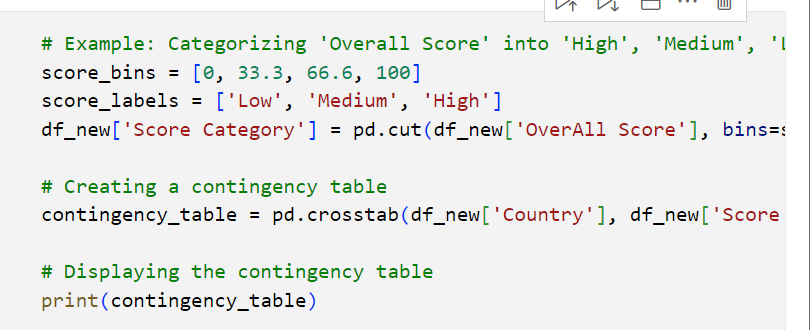 # Example: Categorizing 'Overall Score' into 'High', 'Medium',
score_bins = [0, 33.3, 66.6, 100]
score_labels = ['Low', 'Medium', 'High']
df_new['Score Category'] = pd.cut(df_new['OverAll Score'], bins=
# Creating a contingency table
contingency_table = pd.crosstab(df_new['Country'], df_new['Score
# Displaying the contingency table
print(contingency_table)